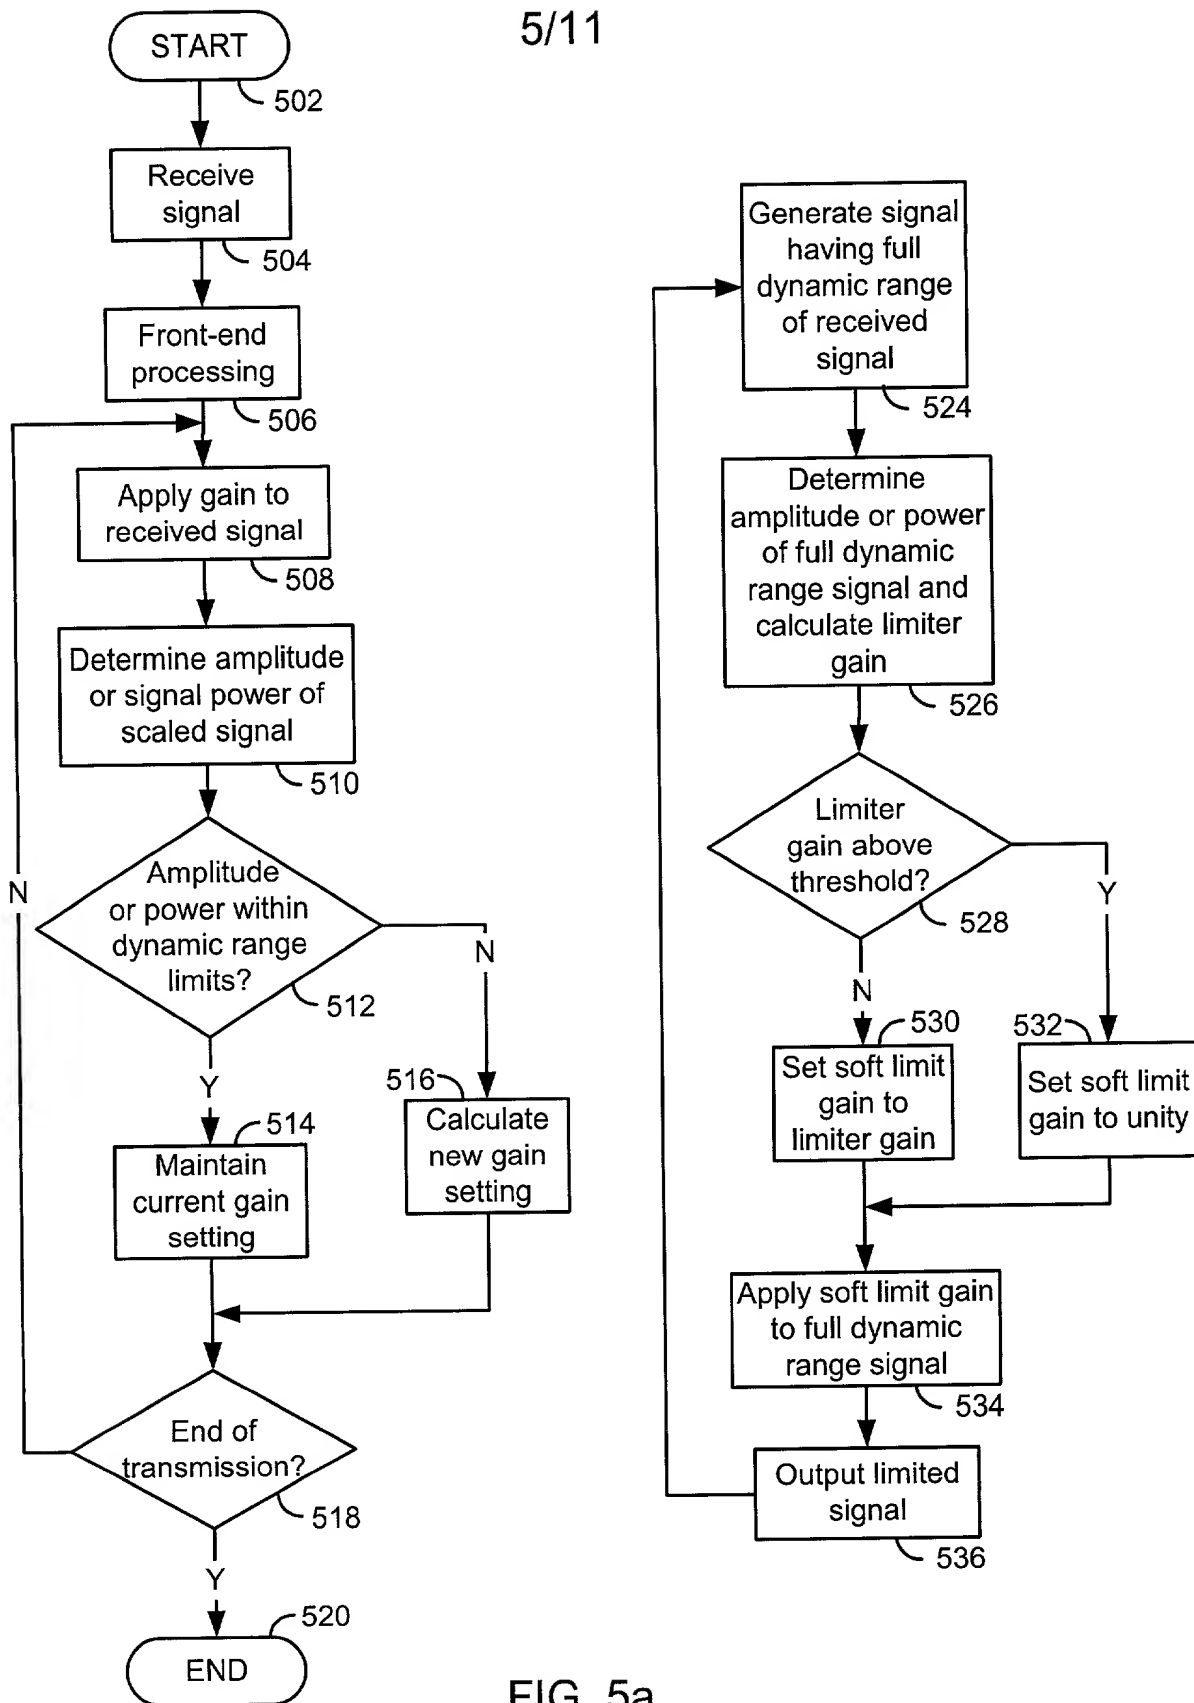 5/11
START
502
Receive
signal
504
Front-end
processing
506
Apply gain to
received signal
508
Determine amplitude
or signal power of
scaled signal
510
Amplitude
or power within
dynamic range
limits?
512
N
N
Y
514
Maintain
current gain
setting
516
Calculate
new gain
setting
End of
transmission?
518
Y
520
END
Generate signal
having full
dynamic range
of received
signal
524
Determine
amplitude or power
of full dynamic
range signal and
calculate limiter
gain
526
Limiter
gain above
threshold?
528
Y
N
530
Set soft limit
gain to
limiter gain
532
Set soft limit
gain to unity
Apply soft limit gain
to full dynamic
range signal
534
Output limited
signal
536
FIG. 5a